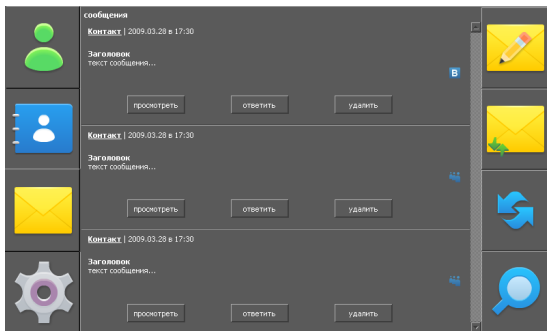 сообщения
Контакт | 2009.03.28 в 17:30
Заголовок
текст сообщения...
B
просмотреть ответить удалить
Контакт | 2009.03.28 в 17:30
Заголовок
текст сообщения...
просмотреть ответить удалить
Контакт | 2009.03.28 в 17:30
Заголовок
текст сообщения...
просмотреть ответить удалить